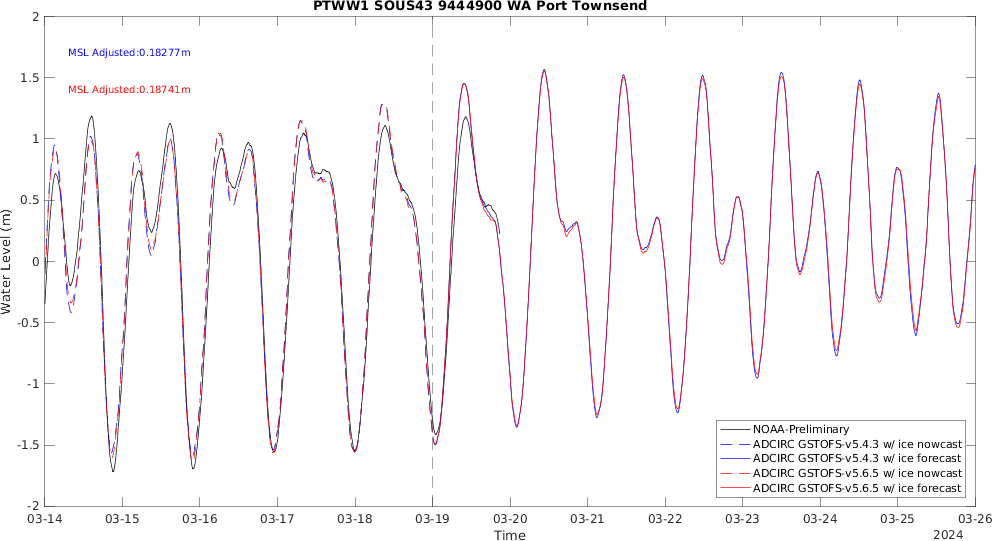 PTWW1 SOUS43 9444900 WA Port Townsend
MSL Adjusted:0.18277m
MSL Adjusted:0.18741m
Water Level (m)
2
1.5
1
0.5
0
-0.5
-1
-1.5
-2
03-14 03-15 03-16 03-17 03-18 03-19 03-20 03-21 03-22 03-23 03-24 03-25 03-26
Time
2024
NOAA-Preliminary
ADCIRC GSTOFS-v5.4.3 w/ ice nowcast
ADCIRC GSTOFS-v5.4.3 w/ ice forecast
ADCIRC GSTOFS-v5.6.5 w/ ice nowcast
ADCIRC GSTOFS-v5.6.5 w/ ice forecast